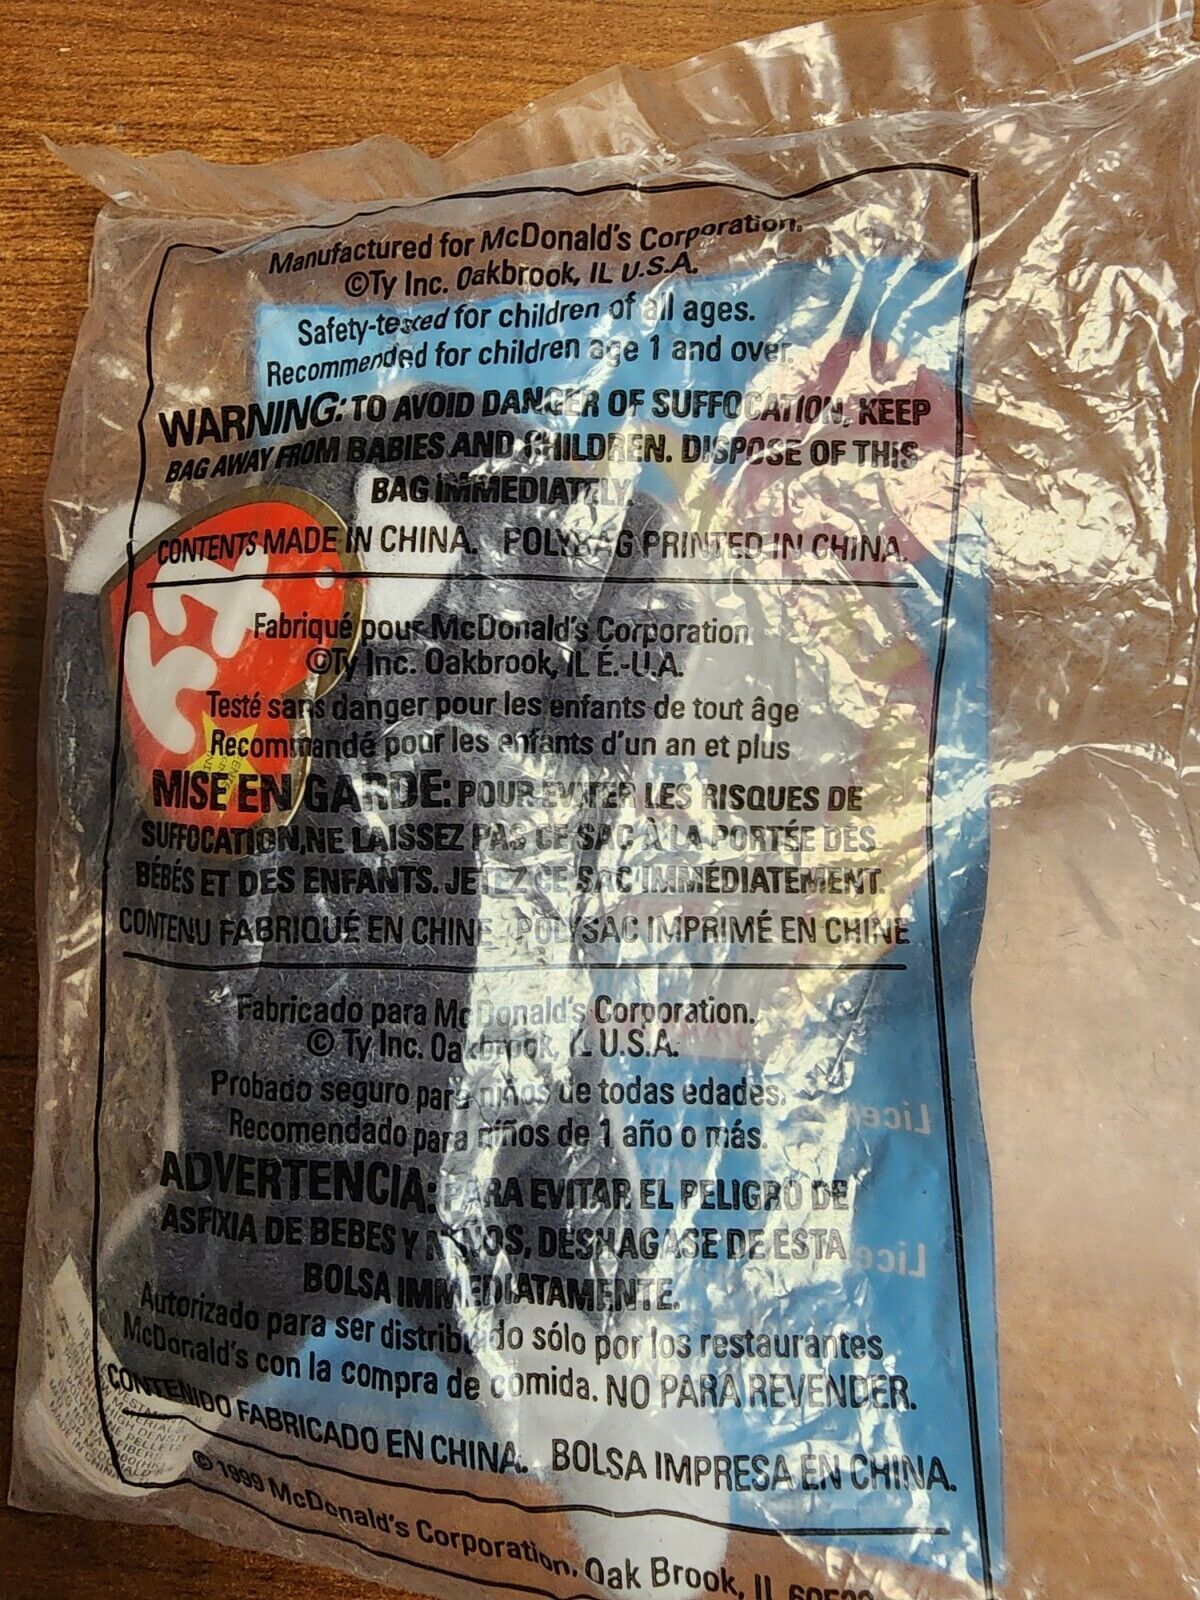 Manufactured for McDonald's Corporation.
©Ty Inc. Oakbrook, IL U.S.A.
Safety-tested for children of all ages.
Recommended for children age 1 and over.
WARNING: TO AVOID DANGER OF SUFFOCATION, KEEP
BAG AWAY FROM BABIES AND CHILDREN. DISPOSE OF THIS
BAG IMMEDIATELY.
CONTENTS MADE IN CHINA. POLYBAG PRINTED IN CHINA.
Fabriqué pour McDonald's Corporation
©Ty Inc. Oakbrook, IL É.-U.A.
Testé sans danger pour les enfants de tout âge
Recommandé pour les enfants d'un an et plus
MISE EN GARDE: POUR EVITER LES RISQUES DE
SUFFOCATION,NE LAISSEZ PAS CE SAC À LA PORTÉE DES
BÉBÉS ET DES ENFANTS. JETEZ CE SAC IMMÉDIATEMENT.
CONTENU FABRIQUÉ EN CHINE POLYSAC IMPRIMÉ EN CHINE
Fabricado para McDonald's Corporation.
© Ty Inc. Oakbrook, IL U.S.A.
Probado seguro para niños de todas edades.
Recomendado para niños de 1 año o más.
ADVERTENCIA: PARA EVITAR EL PELIGRO DE
ASFIXIA DE BEBES Y NIÑOS, DESHAGASE DE ESTA
BOLSA IMMEDIATAMENTE.
Autorizado para ser distribuido sólo por los restaurantes
McDonald's con la compra de comida. NO PARA REVENDER.
CONTENIDO FABRICADO EN CHINA. BOLSA IMPRESA EN CHINA.
© 1999 McDonald's Corporation, Oak Brook, IL
ty